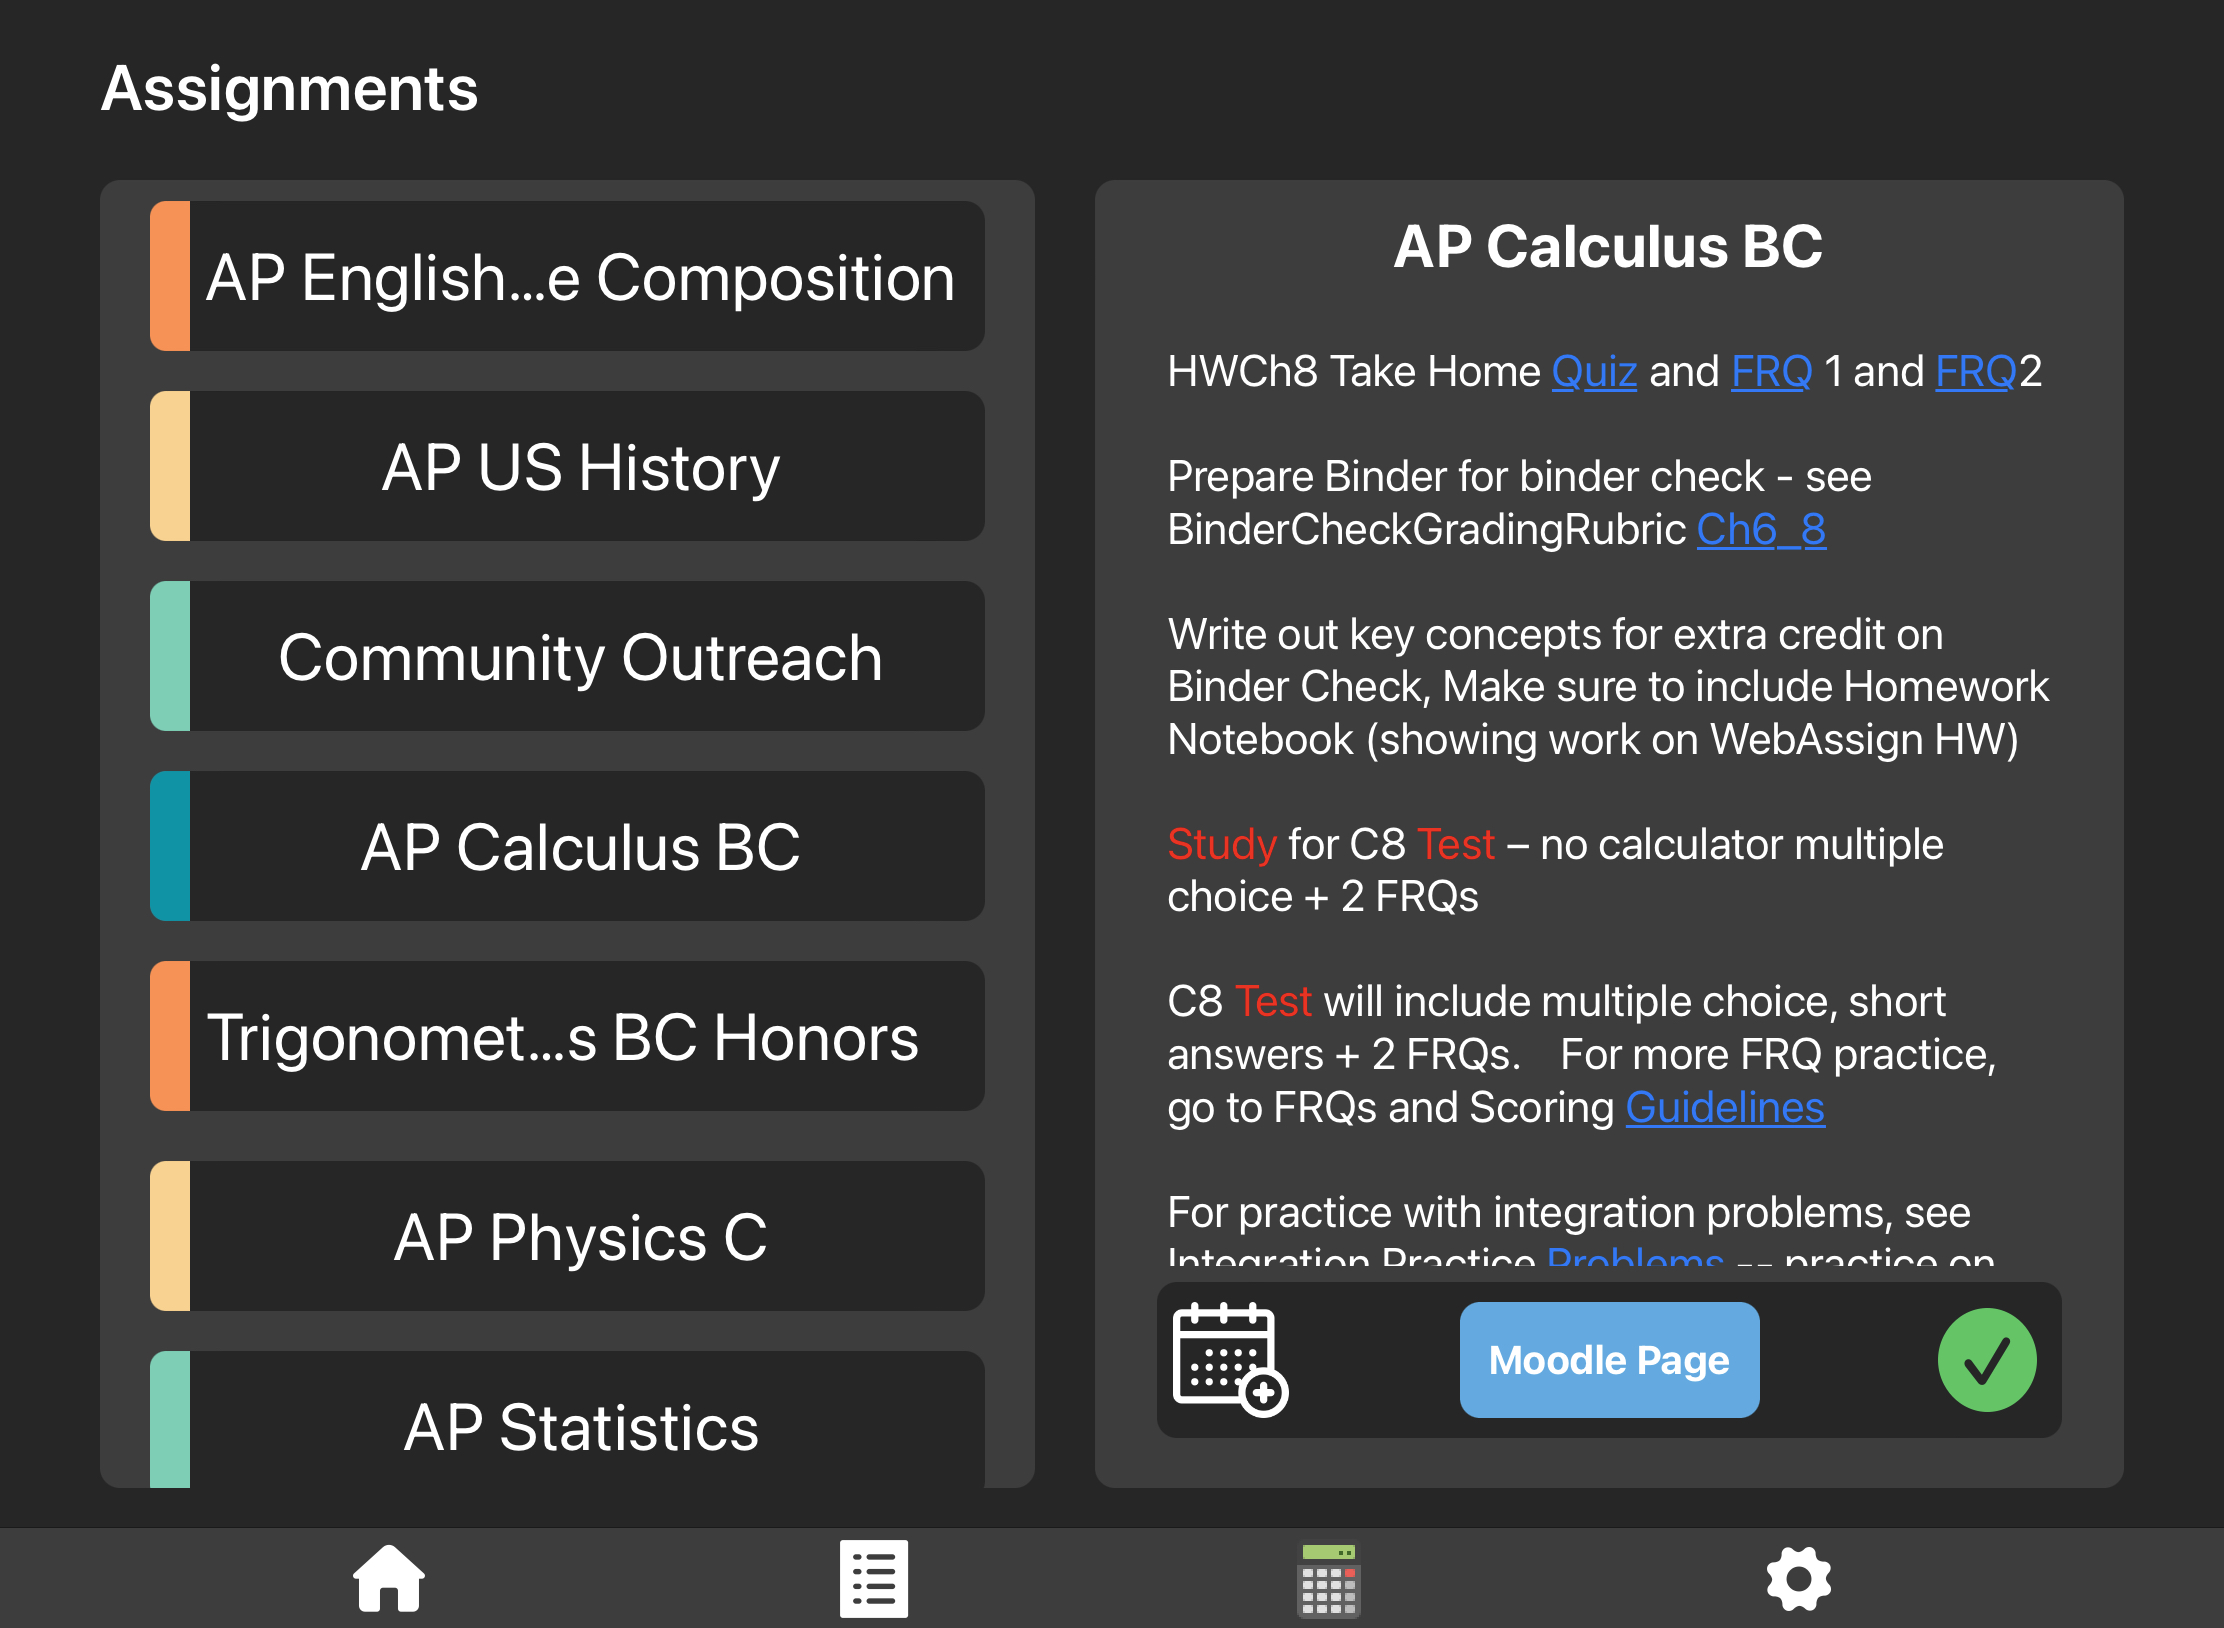 Assignments
AP English...e Composition
AP US History
Community Outreach
AP Calculus BC
Trigonomet...s BC Honors
AP Physics C
AP Statistics
AP Calculus BC
HWCh8 Take Home Quiz and FRQ 1 and FRQ2
Prepare Binder for binder check - see
BinderCheckGradingRubric Ch6_8
Write out key concepts for extra credit on
Binder Check, Make sure to include Homework
Notebook (showing work on WebAssign HW)
Study for C8 Test – no calculator multiple
choice + 2 FRQs
C8 Test will include multiple choice, short
answers + 2 FRQs.    For more FRQ practice,
go to FRQs and Scoring Guidelines
For practice with integration problems, see
Integration Practice Problems -- practice on
Moodle Page